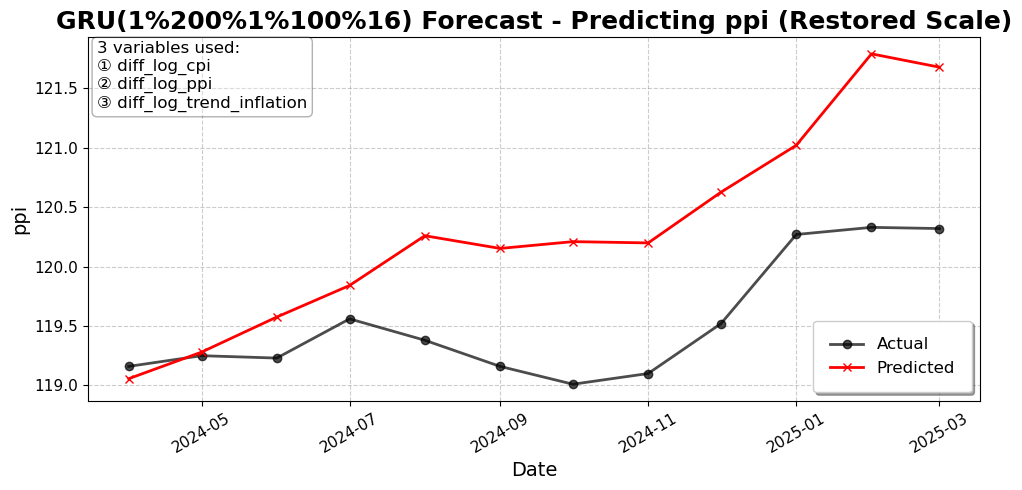 GRU(1%200%1%100%16) Forecast - Predicting ppi (Restored Scale)
3 variables used:
① diff_log_cpi
② diff_log_ppi
③ diff_log_trend_inflation
121.5
121.0
120.5
120.0
119.5
119.0
ppi
Actual
Predicted
2024-05
2024-07
2024-09
2024-11
2025-01
2025-03
Date